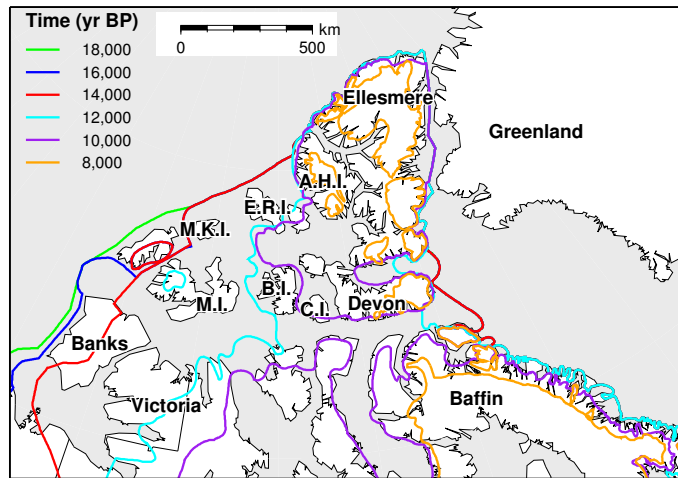 Time (yr BP)
18,000
16,000
14,000
12,000
10,000
8,000
km
0 500
Ellesmere
Greenland
A.H.I.
E.R.I.
M.K.I.
B.I.
M.I.
C.I.
Devon
Banks
Victoria
Baffin